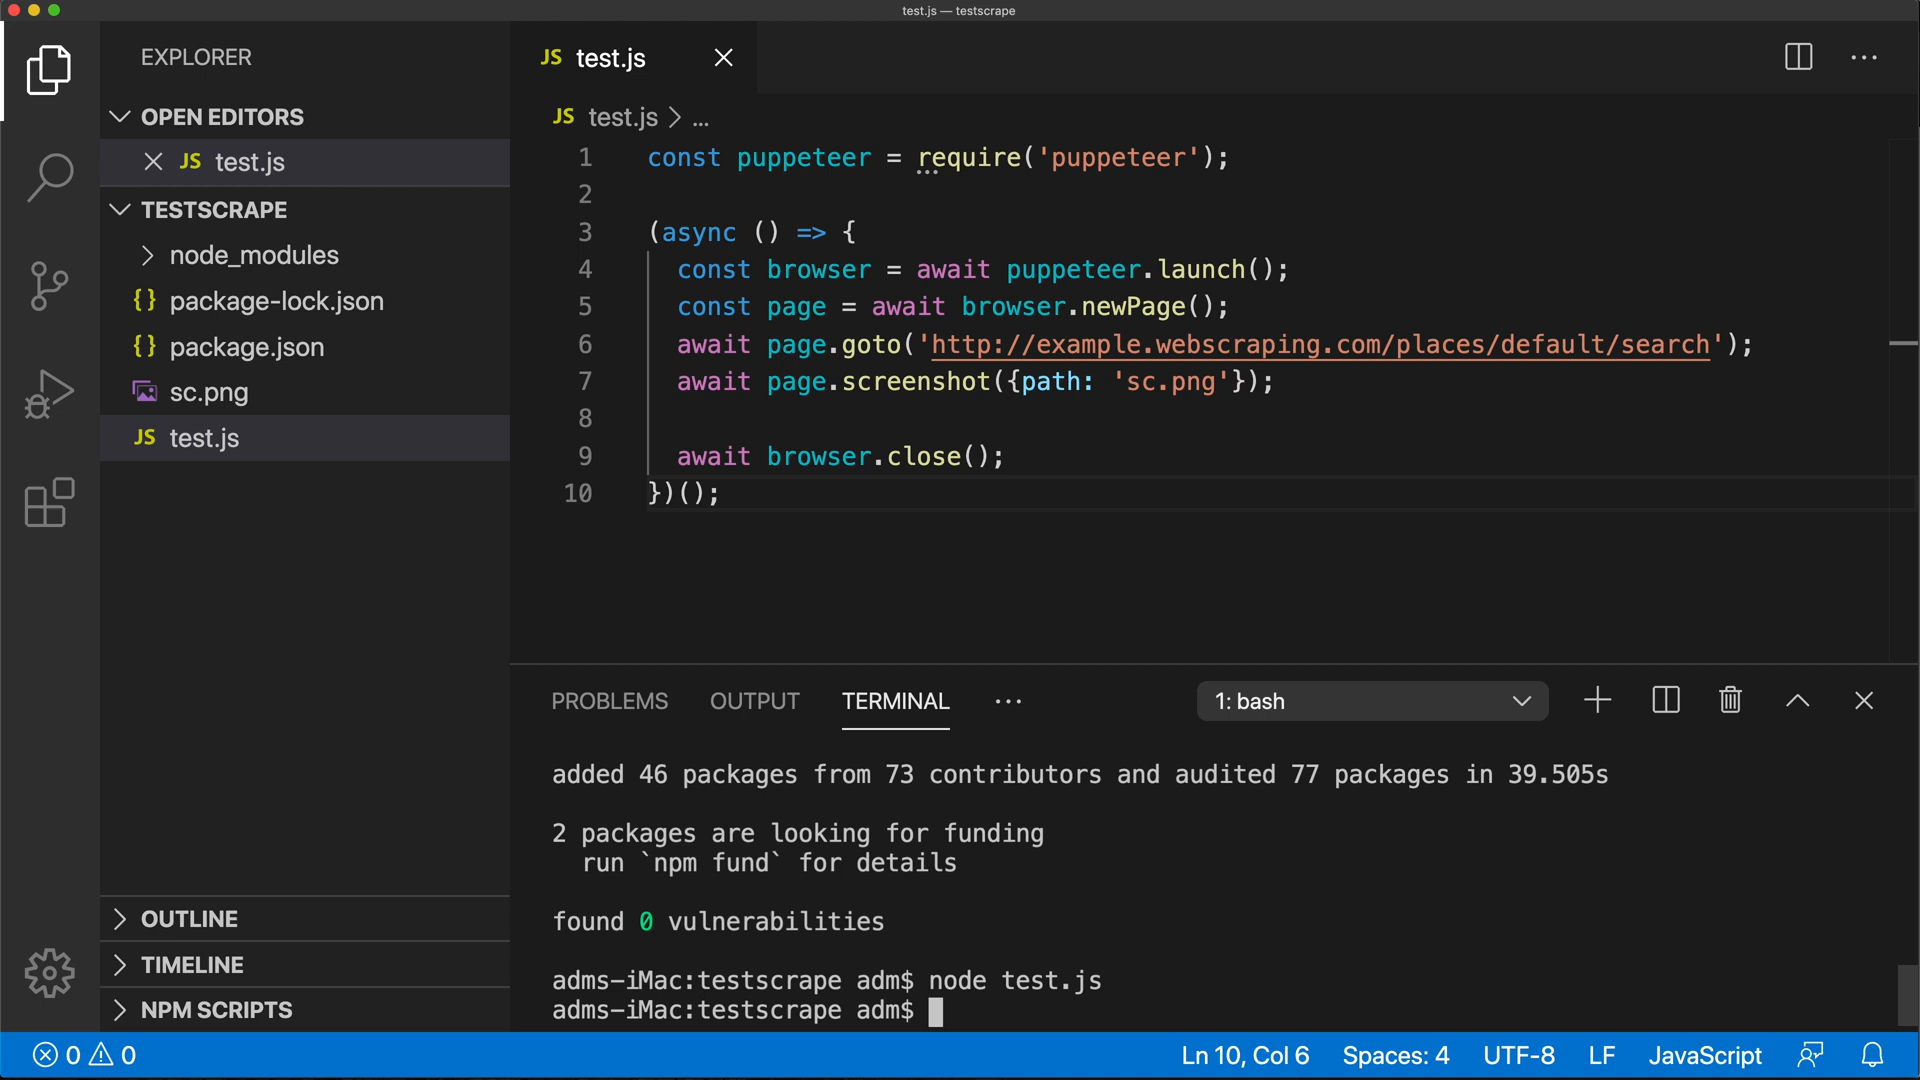 test.js — testscrape
EXPLORER
OPEN EDITORS
JS test.js
TESTSCRAPE
node_modules
{} package-lock.json
{} package.json
sc.png
JS test.js
OUTLINE
TIMELINE
NPM SCRIPTS
JS test.js
JS test.js > ...
1 const puppeteer = require('puppeteer');
2
3 (async () => {
4 const browser = await puppeteer.launch();
5 const page = await browser.newPage();
6 await page.goto('http://example.webscraping.com/places/default/search');
7 await page.screenshot({path: 'sc.png'});
8
9 await browser.close();
10 })();
PROBLEMS OUTPUT TERMINAL ... 1: bash
added 46 packages from 73 contributors and audited 77 packages in 39.505s
2 packages are looking for funding
run `npm fund` for details
found 0 vulnerabilities
adms-iMac:testscrape adm$ node test.js
adms-iMac:testscrape adm$
0 0 Ln 10, Col 6 Spaces: 4 UTF-8 LF JavaScript